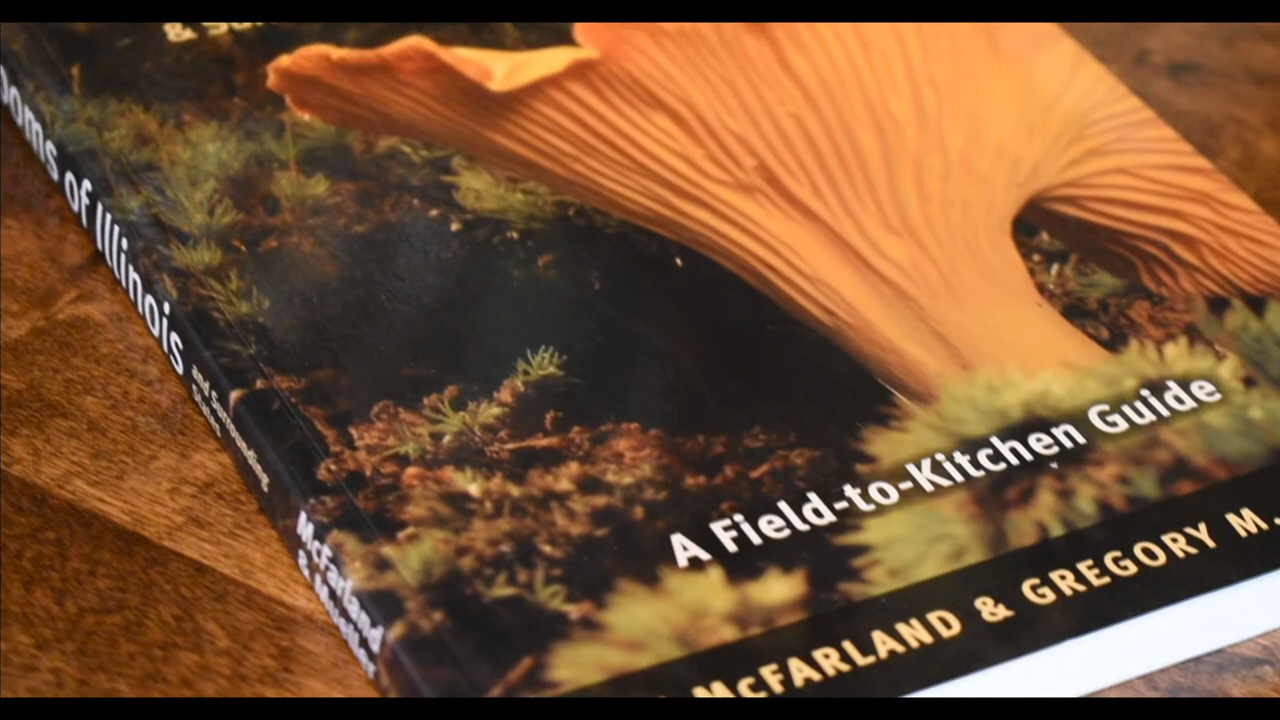 &
ooms of Illinois
and Surrounding
States
McFarland
& Mueller
A Field-to-Kitchen Guide
McFARLAND & GREGORY M.